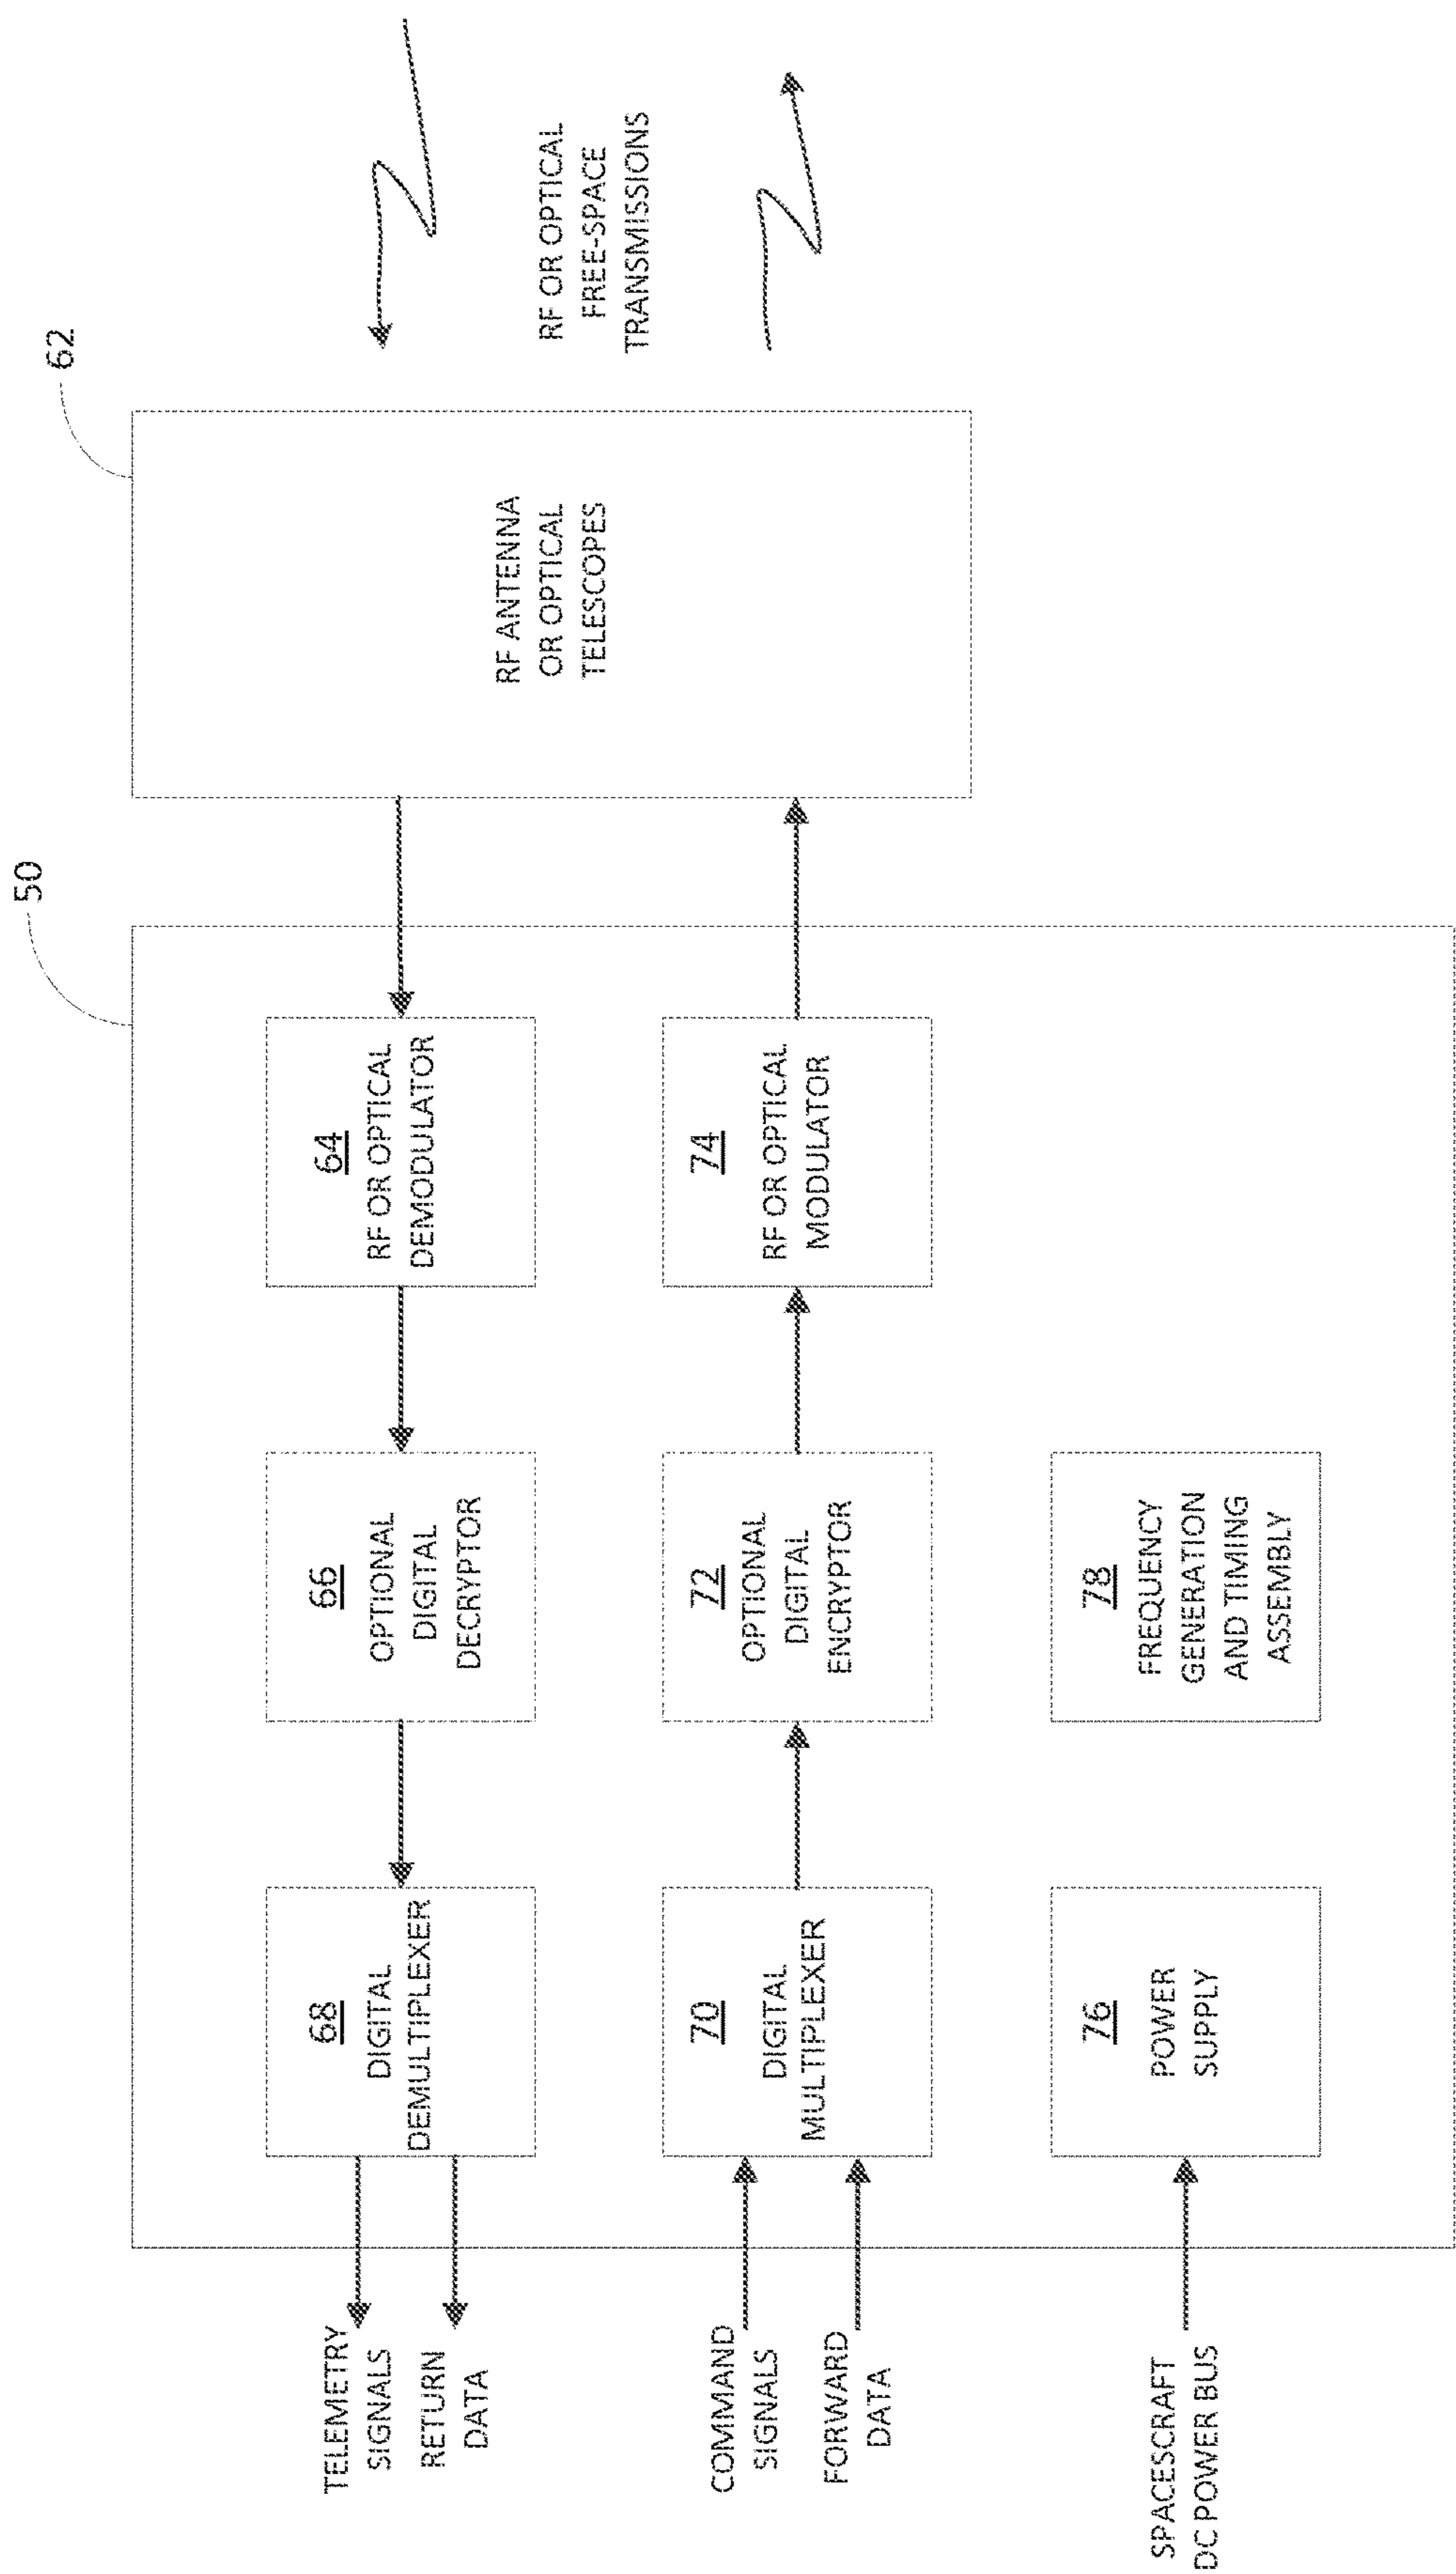 50
62
TELEMETRY
SIGNALS
RETURN
DATA
68
DIGITAL
DEMULTIPLEXER
66
OPTIONAL
DIGITAL
DECRYPTOR
64
RF OR OPTICAL
DEMODULATOR
RF ANTENNA
OR OPTICAL
TELESCOPES
RF OR OPTICAL
FREE-SPACE
TRANSMISSIONS
COMMAND
SIGNALS
FORWARD
DATA
70
DIGITAL
MULTIPLEXER
72
OPTIONAL
DIGITAL
ENCRYPTOR
74
RF OR OPTICAL
MODULATOR
SPACESCRAFT
DC POWER BUS
76
POWER
SUPPLY
78
FREQUENCY
GENERATION
AND TIMING
ASSEMBLY